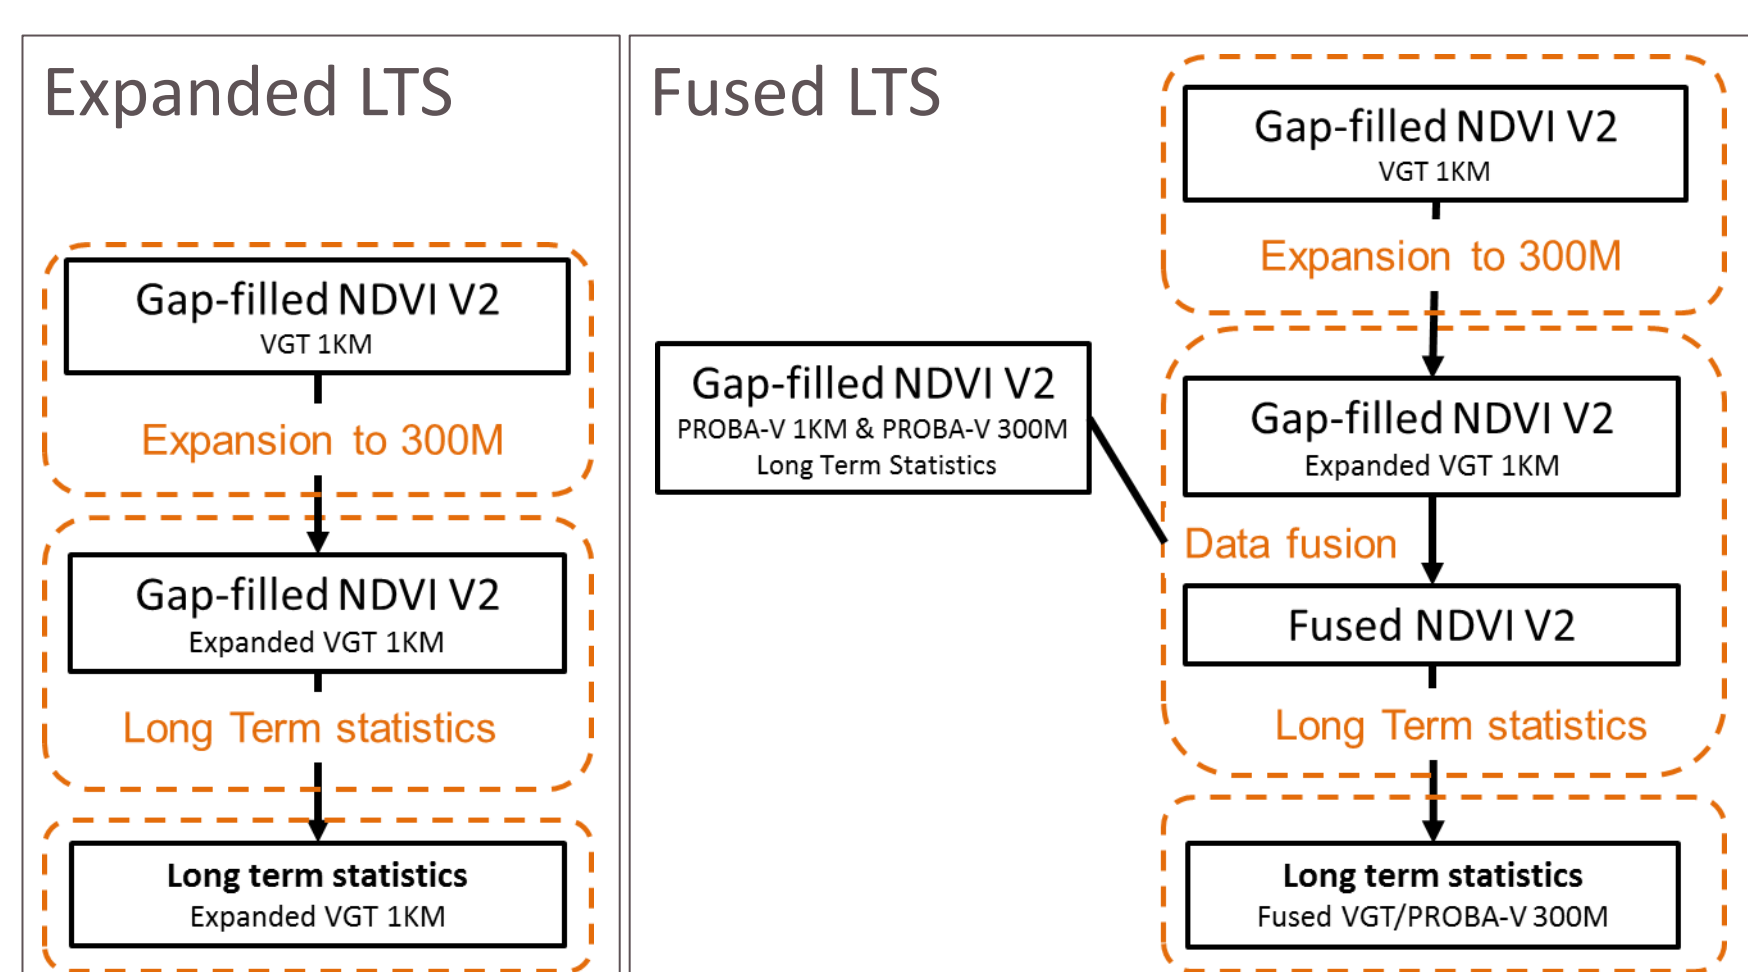 Expanded LTS
Gap-filled NDVI V2
VGT 1KM
Expansion to 300M
Gap-filled NDVI V2
Expanded VGT 1KM
Long Term statistics
Long term statistics
Expanded VGT 1KM
Fused LTS
Gap-filled NDVI V2
VGT 1KM
Expansion to 300M
Gap-filled NDVI V2
PROBA-V 1KM & PROBA-V 300M
Long Term Statistics
Gap-filled NDVI V2
Expanded VGT 1KM
Data fusion
Fused NDVI V2
Long Term statistics
Long term statistics
Fused VGT/PROBA-V 300M